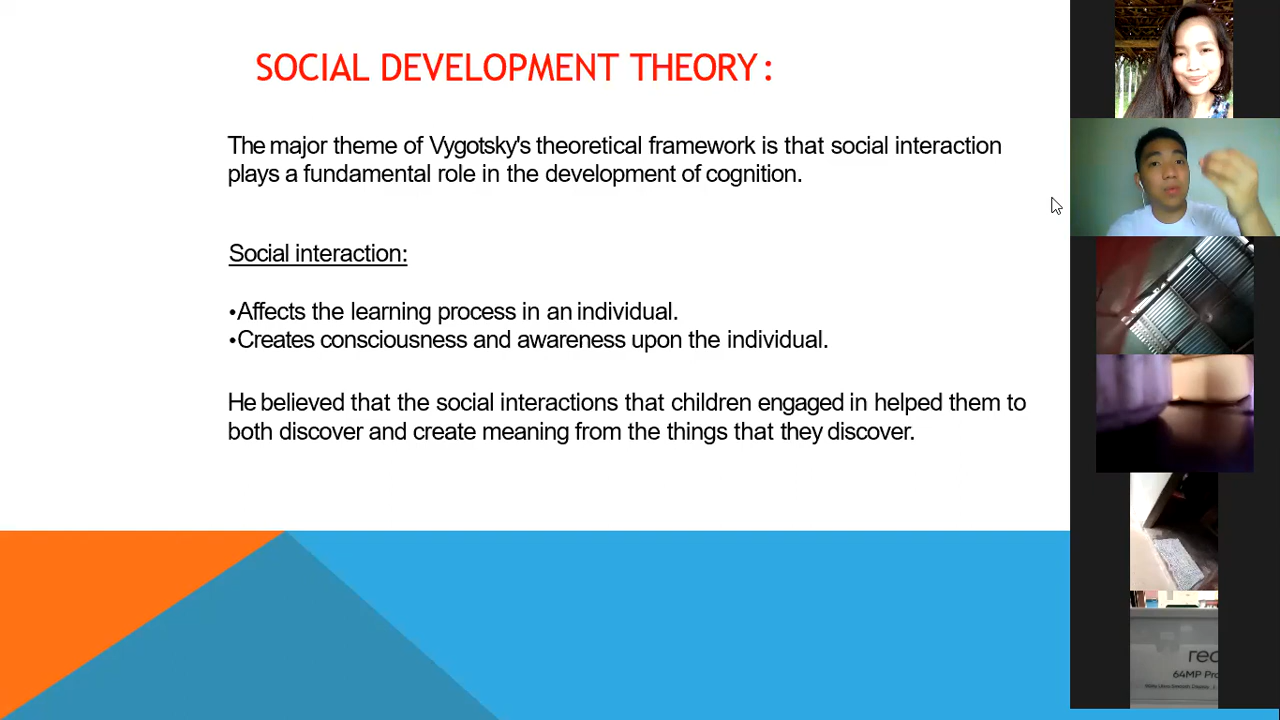 SOCIAL DEVELOPMENT THEORY:
The major theme of Vygotsky's theoretical framework is that social interaction
plays a fundamental role in the development of cognition.
Social interaction:
•Affects the learning process in an individual.
•Creates consciousness and awareness upon the individual.
He believed that the social interactions that children engaged in helped them to
both discover and create meaning from the things that they discover.
64MP Pro